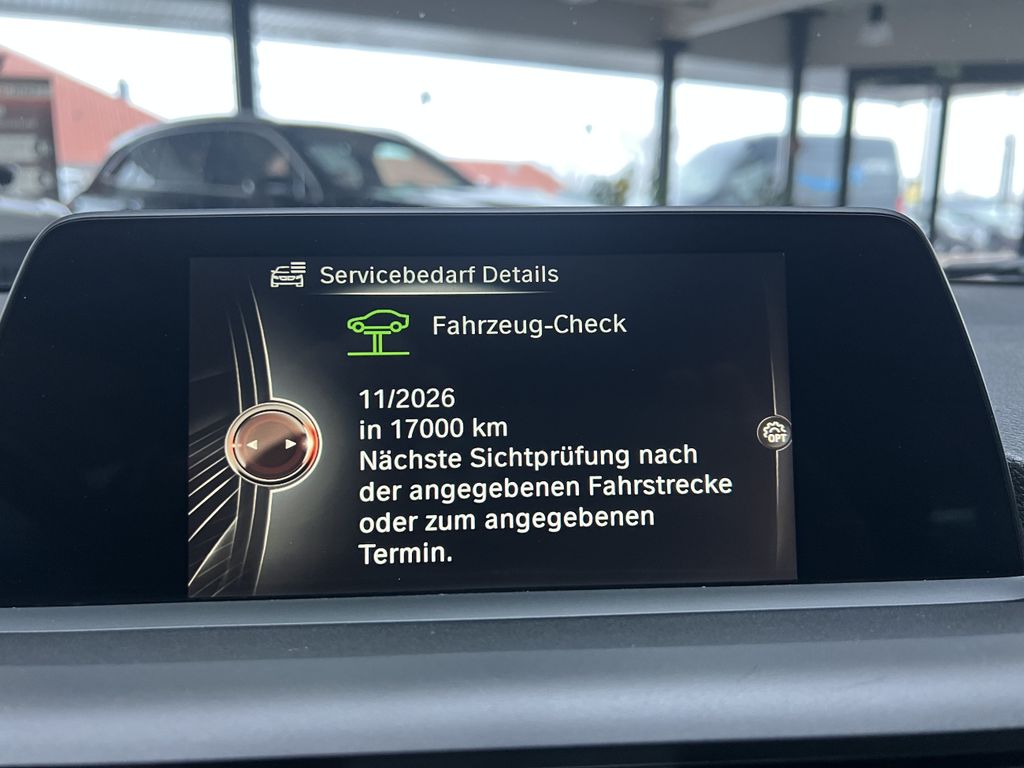 Servicebedarf Details
Fahrzeug-Check
11/2026
in 17000 km
Nächste Sichtprüfung nach
der angegebenen Fahrstrecke
oder zum angegebenen
Termin.
OPT